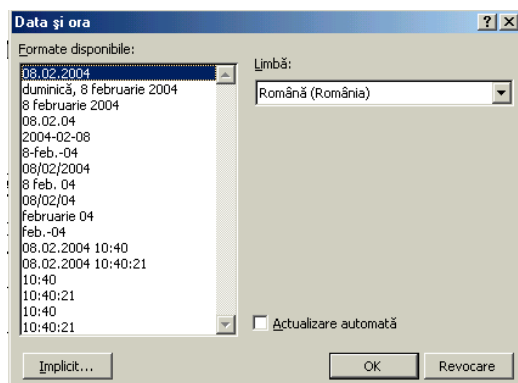 Data și ora
Formate disponibile:
08.02.2004
duminică, 8 februarie 2004
8 februarie 2004
08.02.04
2004-02-08
8-feb.-04
08/02/2004
8 feb. 04
08/02/04
februarie 04
feb.-04
08.02.2004 10:40
08.02.2004 10:40:21
10:40
10:40:21
10:40
10:40:21
Limbă:
Română (România)
Actualizare automată
Implicit...
OK
Revocare